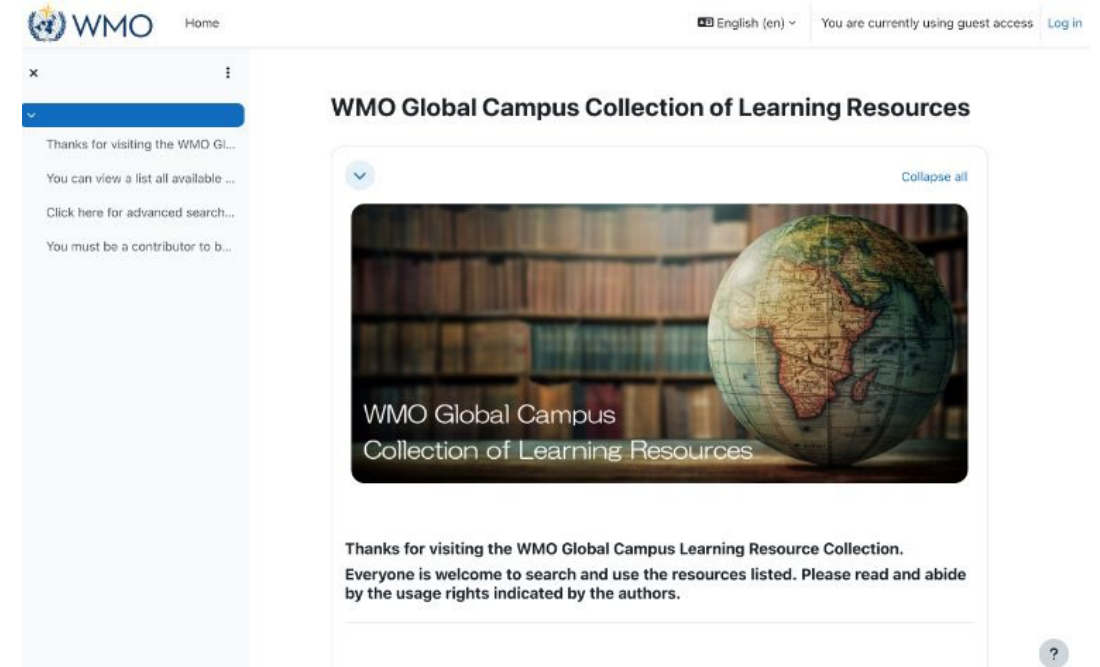 WMO
Home
English (en)
You are currently using guest access
Log in
Thanks for visiting the WMO Gl...
You can view a list all available ...
Click here for advanced search...
You must be a contributor to b...
WMO Global Campus Collection of Learning Resources
Collapse all
WMO Global Campus
Collection of Learning Resources
Thanks for visiting the WMO Global Campus Learning Resource Collection.
Everyone is welcome to search and use the resources listed. Please read and abide
by the usage rights indicated by the authors.
?